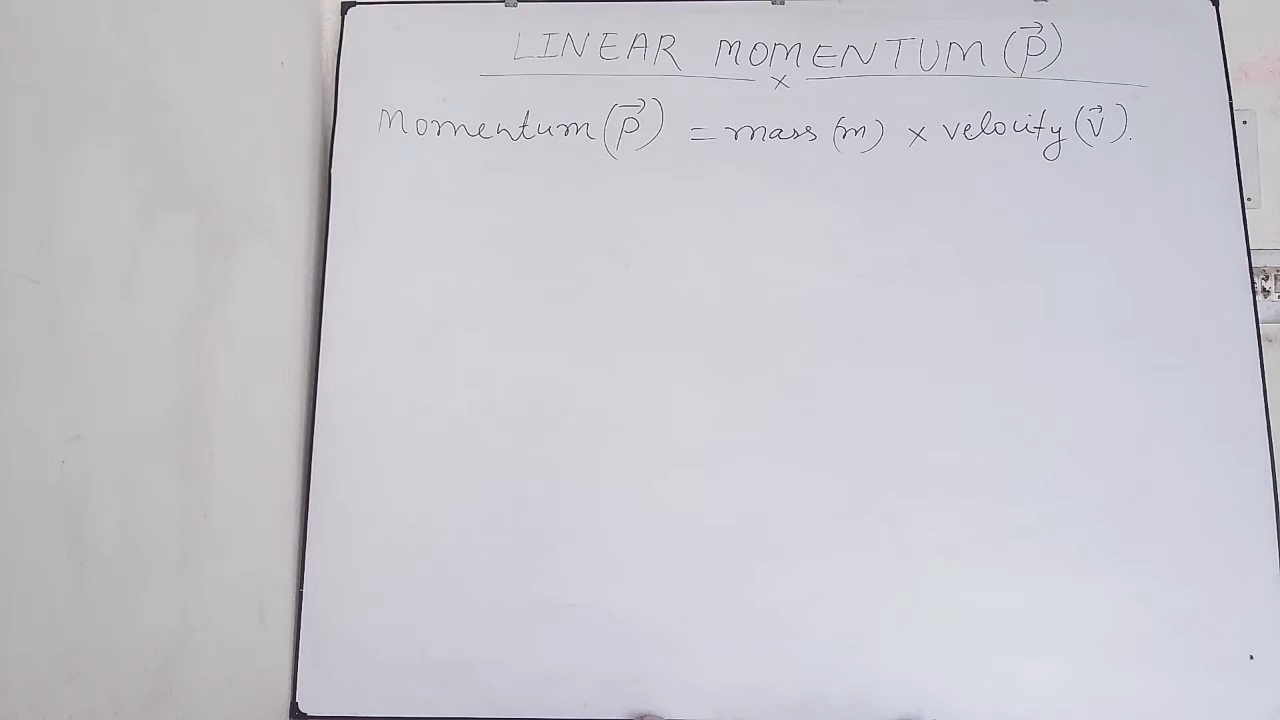 LINEAR MOMENTUM (p⃗)
x
Momentum (p⃗) = mass (m) × velocity (v⃗).